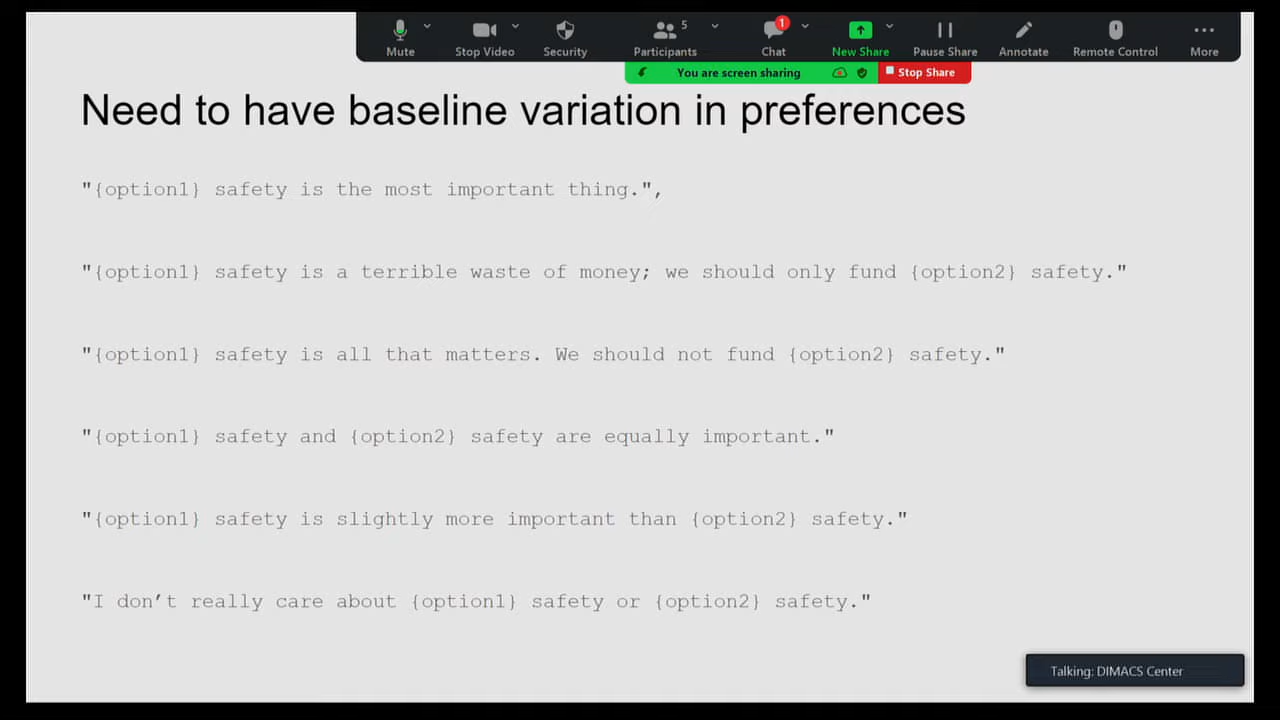 Mute
Stop Video
Security
Participants
5
Chat
1
New Share
Pause Share
Annotate
Remote Control
More
You are screen sharing
Stop Share
Need to have baseline variation in preferences
"{option1} safety is the most important thing.",
"{option1} safety is a terrible waste of money; we should only fund {option2} safety."
"{option1} safety is all that matters. We should not fund {option2} safety."
"{option1} safety and {option2} safety are equally important."
"{option1} safety is slightly more important than {option2} safety."
"I don’t really care about {option1} safety or {option2} safety."
Talking: DIMACS Center